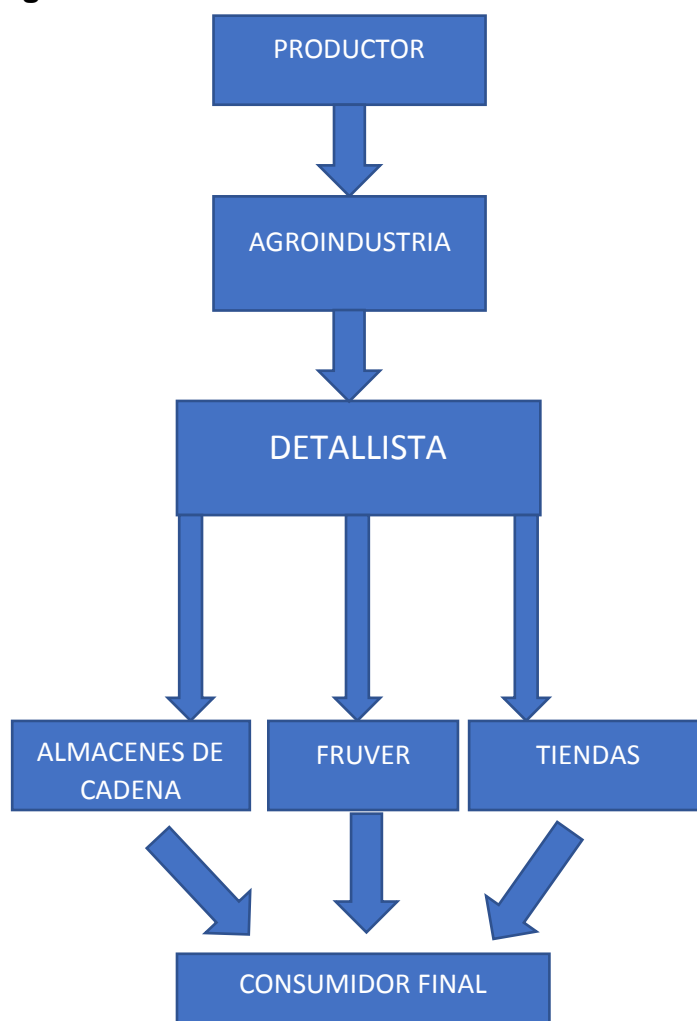 PRODUCTOR
AGROINDUSTRIA
DETALLISTA
ALMACENES DE
CADENA
FRUVER
TIENDAS
CONSUMIDOR FINAL